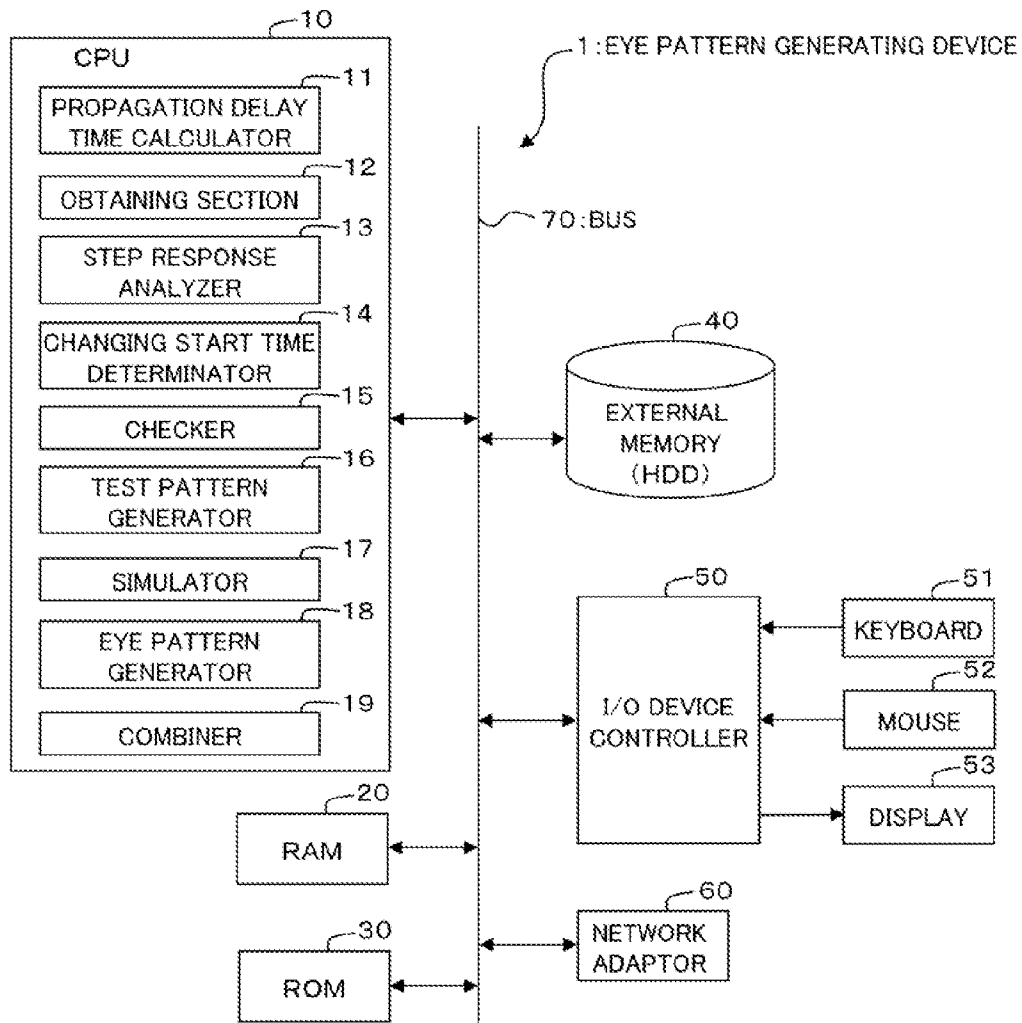 10
CPU
11
PROPAGATION DELAY
TIME CALCULATOR
12
OBTAINING SECTION
13
STEP RESPONSE
ANALYZER
14
CHANGING START TIME
DETERMINATOR
15
CHECKER
16
TEST PATTERN
GENERATOR
17
SIMULATOR
18
EYE PATTERN
GENERATOR
19
COMBINER
20
RAM
30
ROM
1:EYE PATTERN GENERATING DEVICE
70:BUS
40
EXTERNAL
MEMORY
(HDD)
50
I/O DEVICE
CONTROLLER
51
KEYBOARD
52
MOUSE
53
DISPLAY
60
NETWORK
ADAPTOR